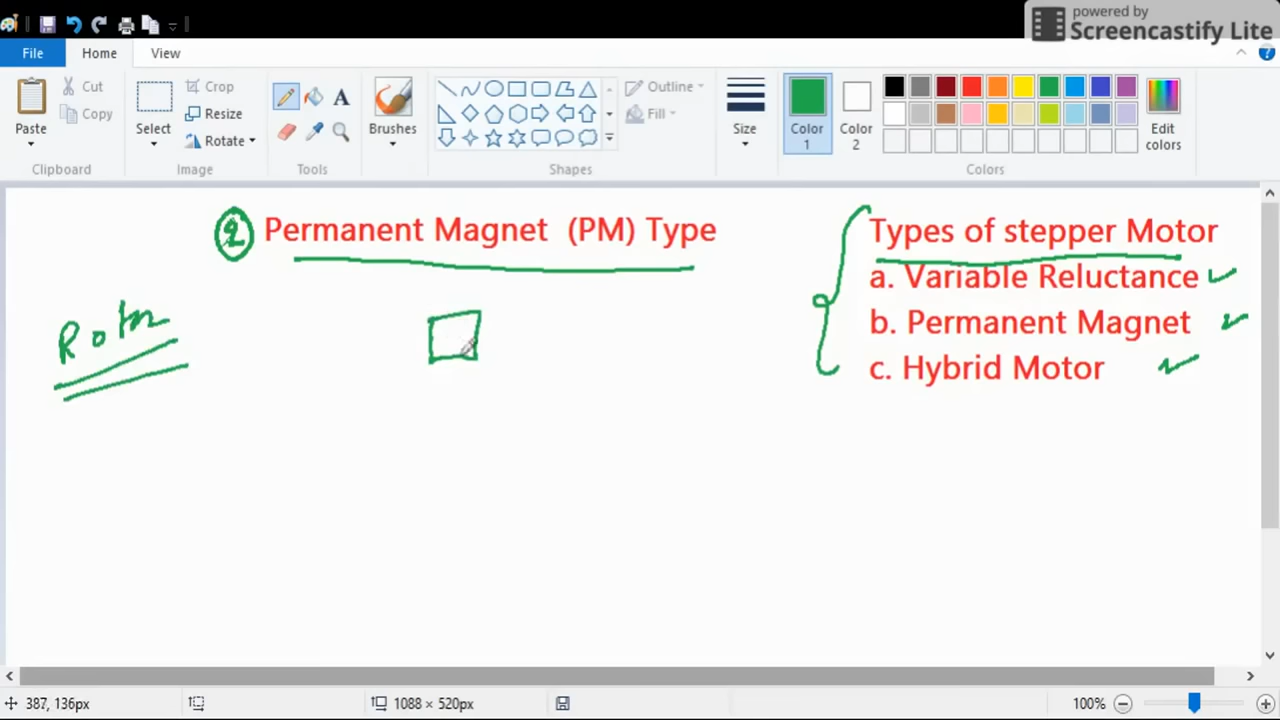 powered by
Screencastify Lite
File Home View
Cut
Copy
Paste
Clipboard
Select
Crop
Resize
Rotate
Image
A
Tools
Brushes
Outline
Fill
Shapes
Size
Color 1
Color 2
Edit colors
Colors
2 Permanent Magnet (PM) Type
Rotor
Types of stepper Motor
a. Variable Reluctance
b. Permanent Magnet
c. Hybrid Motor
387, 136px
1088 × 520px
100%